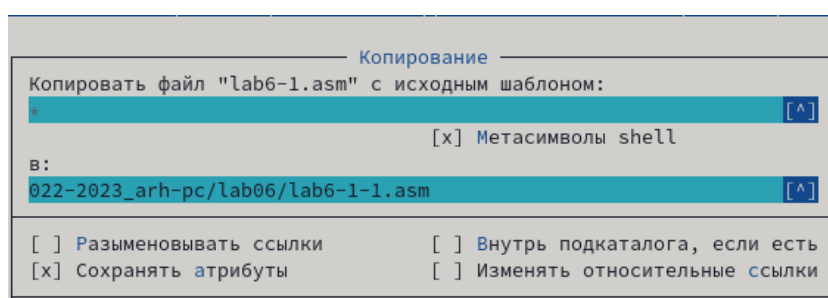 Копирование
Копировать файл "lab6-1.asm" с исходным шаблоном:
* [^]
[x] Метасимволы shell
в:
022-2023_arh-pc/lab06/lab6-1-1.asm [^]
[ ] Разыменовывать ссылки [ ] Внутрь подкаталога, если есть
[x] Сохранять атрибуты [ ] Изменять относительные ссылки